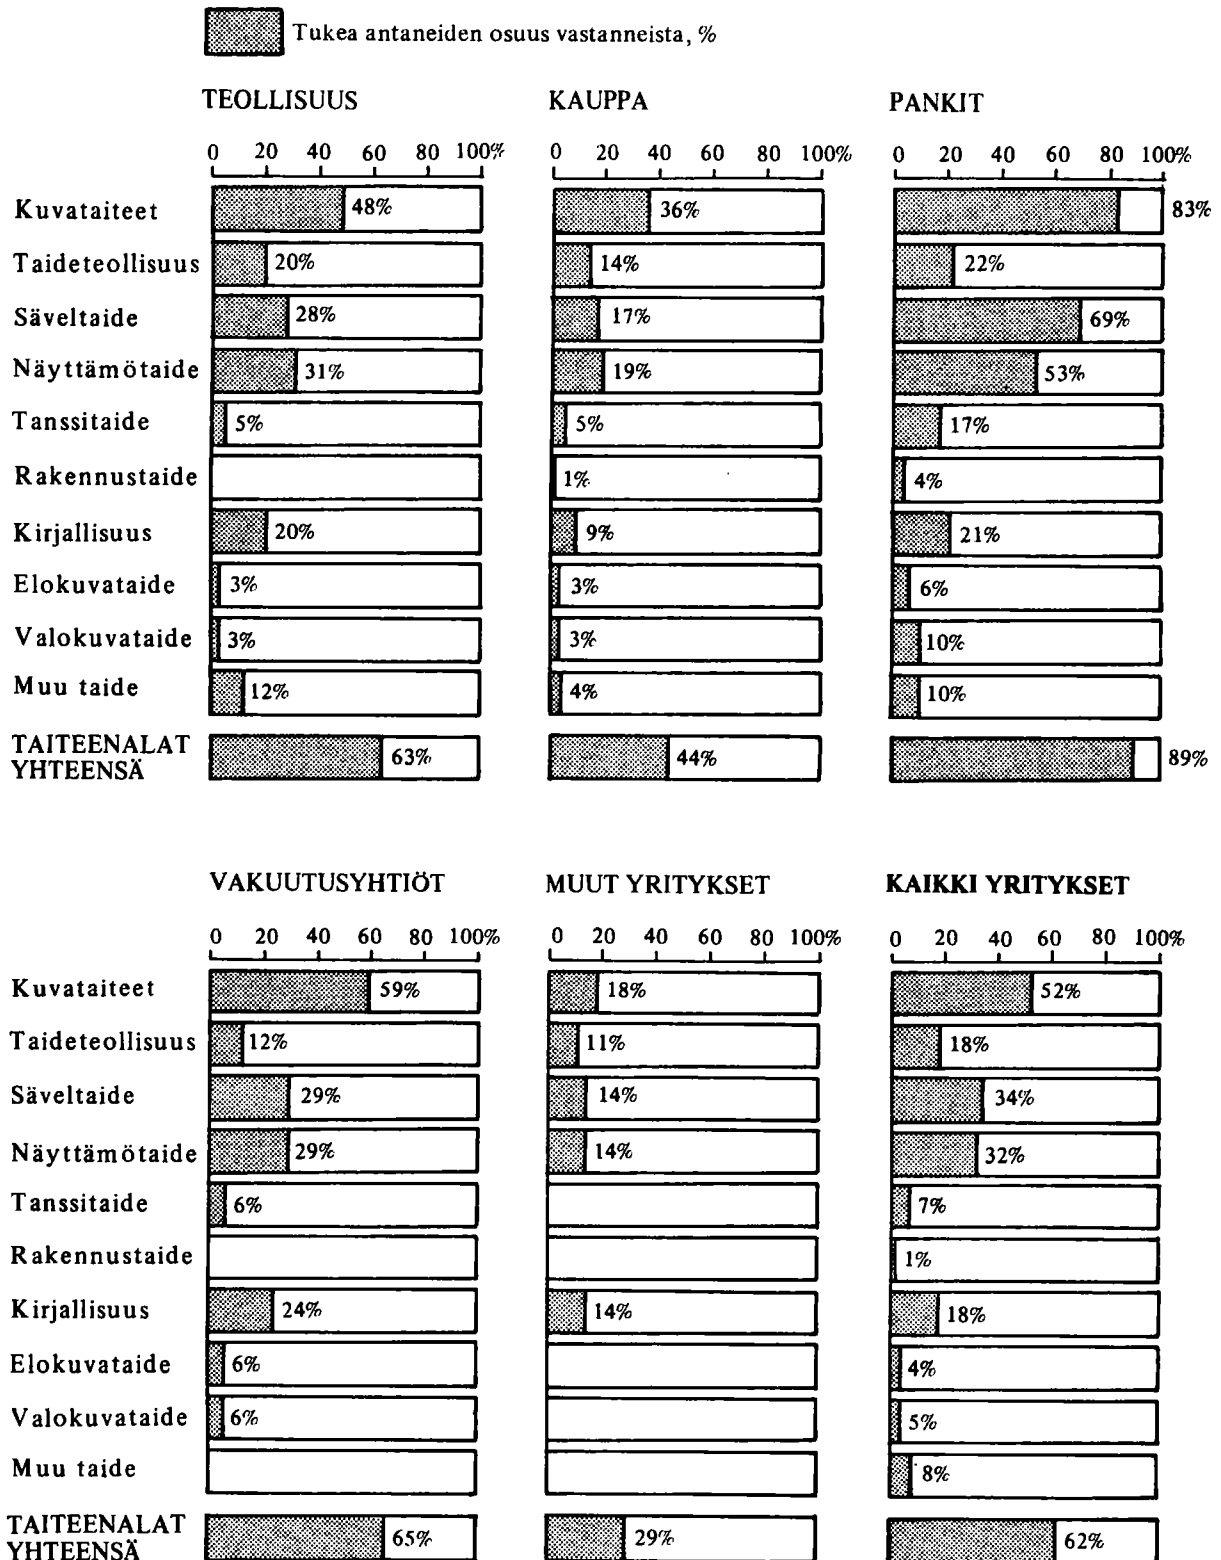 Tukea antaneiden osuus vastanneista, %
TEOLLISUUS KAUPPA PANKIT
0 20 40 60 80 100% 0 20 40 60 80 100% 0 20 40 60 80 100%
Kuvataiteet 48% 36% 83%
Taideteollisuus 20% 14% 22%
Säveltaide 28% 17% 69%
Näyttämötaide 31% 19% 53%
Tanssitaide 5% 5% 17%
Rakennustaide 1% 4%
Kirjallisuus 20% 9% 21%
Elokuvataide 3% 3% 6%
Valokuvataide 3% 3% 10%
Muu taide 12% 4% 10%
TAITEENALAT
YHTEENSÄ 63% 44% 89%
VAKUUTUSYHTIÖT MUUT YRITYKSET KAIKKI YRITYKSET
0 20 40 60 80 100% 0 20 40 60 80 100% 0 20 40 60 80 100%
Kuvataiteet 59% 18% 52%
Taideteollisuus 12% 11% 18%
Säveltaide 29% 14% 34%
Näyttämötaide 29% 14% 32%
Tanssitaide 6% 7%
Rakennustaide 1%
Kirjallisuus 24% 14% 18%
Elokuvataide 6% 4%
Valokuvataide 6% 5%
Muu taide 8%
TAITEENALAT
YHTEENSÄ 65% 29% 62%